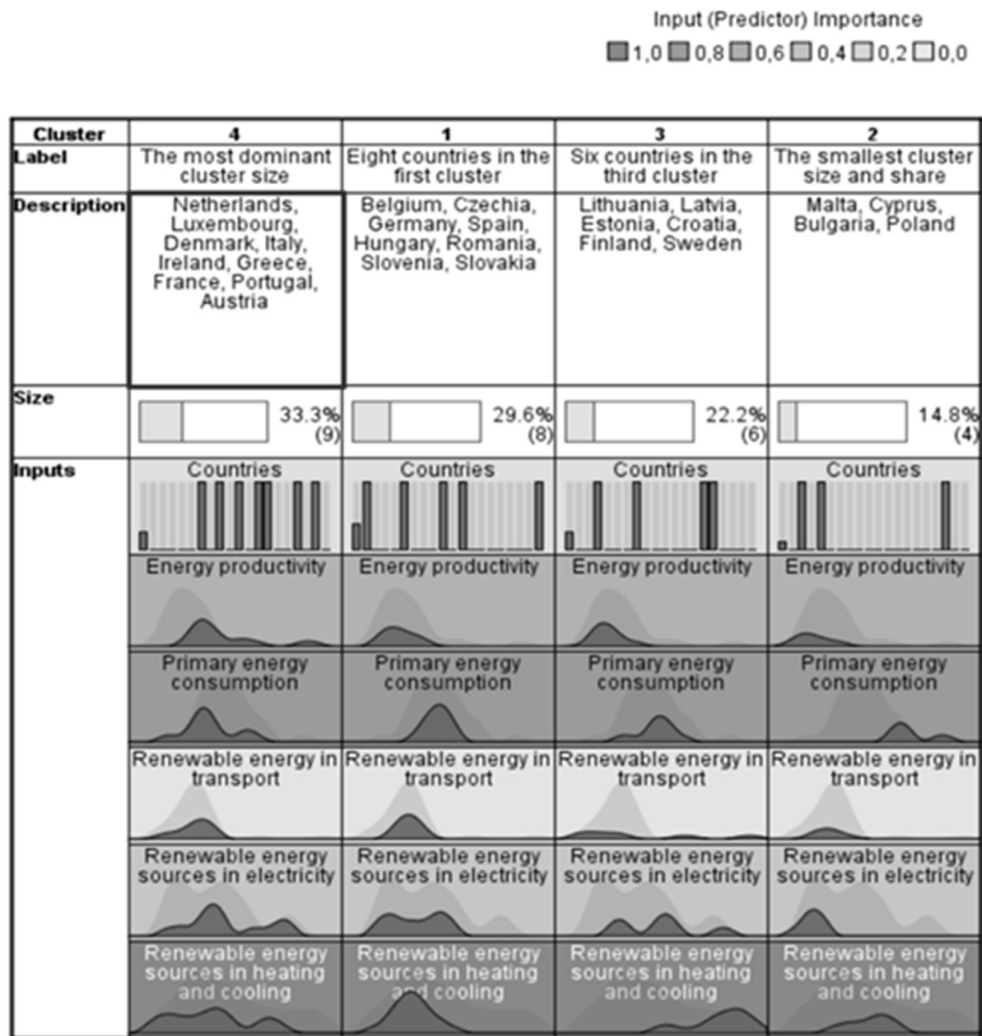 Input (Predictor) Importance
1,0 0,8 0,6 0,4 0,2 0,0
Cluster 4 1 3 2
Label
The most dominant
cluster size
Eight countries in the
first cluster
Six countries in the
third cluster
The smallest cluster
size and share
Description
Netherlands,
Luxembourg,
Denmark, Italy,
Ireland, Greece,
France, Portugal,
Austria
Belgium, Czechia,
Germany, Spain,
Hungary, Romania,
Slovenia, Slovakia
Lithuania, Latvia,
Estonia, Croatia,
Finland, Sweden
Malta, Cyprus,
Bulgaria, Poland
Size
33.3%
(9)
29.6%
(8)
22.2%
(6)
14.8%
(4)
Inputs
Countries
Countries
Countries
Countries
Energy productivity
Energy productivity
Energy productivity
Energy productivity
Primary energy
consumption
Primary energy
consumption
Primary energy
consumption
Primary energy
consumption
Renewable energy in
transport
Renewable energy in
transport
Renewable energy in
transport
Renewable energy in
transport
Renewable energy
sources in electricity
Renewable energy
sources in electricity
Renewable energy
sources in electricity
Renewable energy
sources in electricity
Renewable energy
sources in heating
and cooling
Renewable energy
sources in heating
and cooling
Renewable energy
sources in heating
and cooling
Renewable energy
sources in heating
and cooling